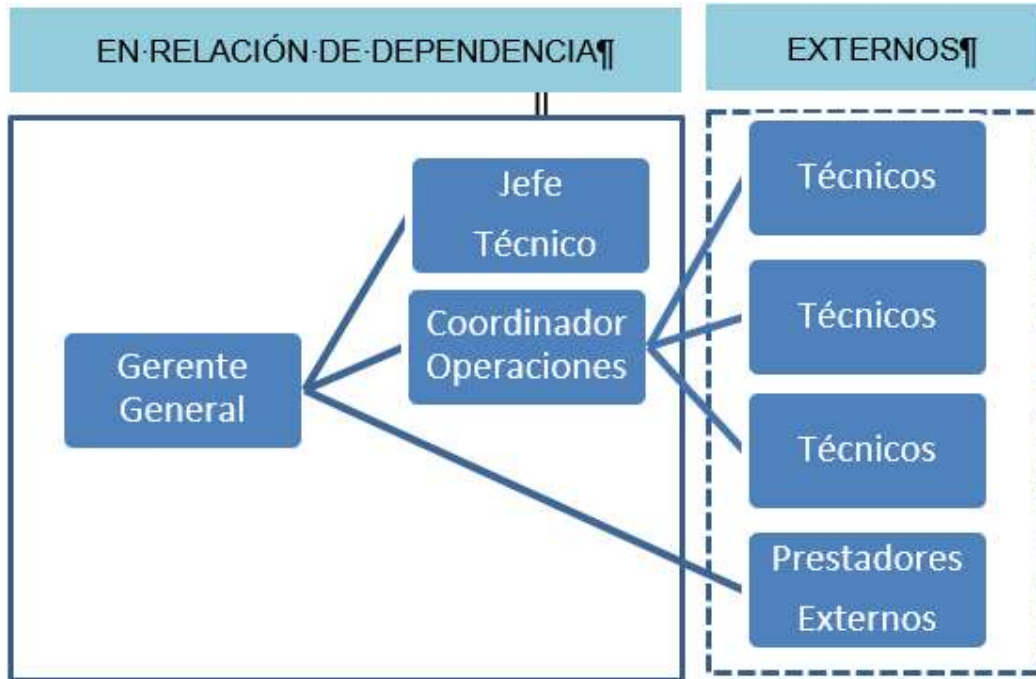 EN·RELACIÓN·DE·DEPENDENCIA¶
EXTERNOS¶
Jefe
Técnico
Coordinador
Operaciones
Gerente
General
Técnicos
Técnicos
Técnicos
Prestadores
Externos